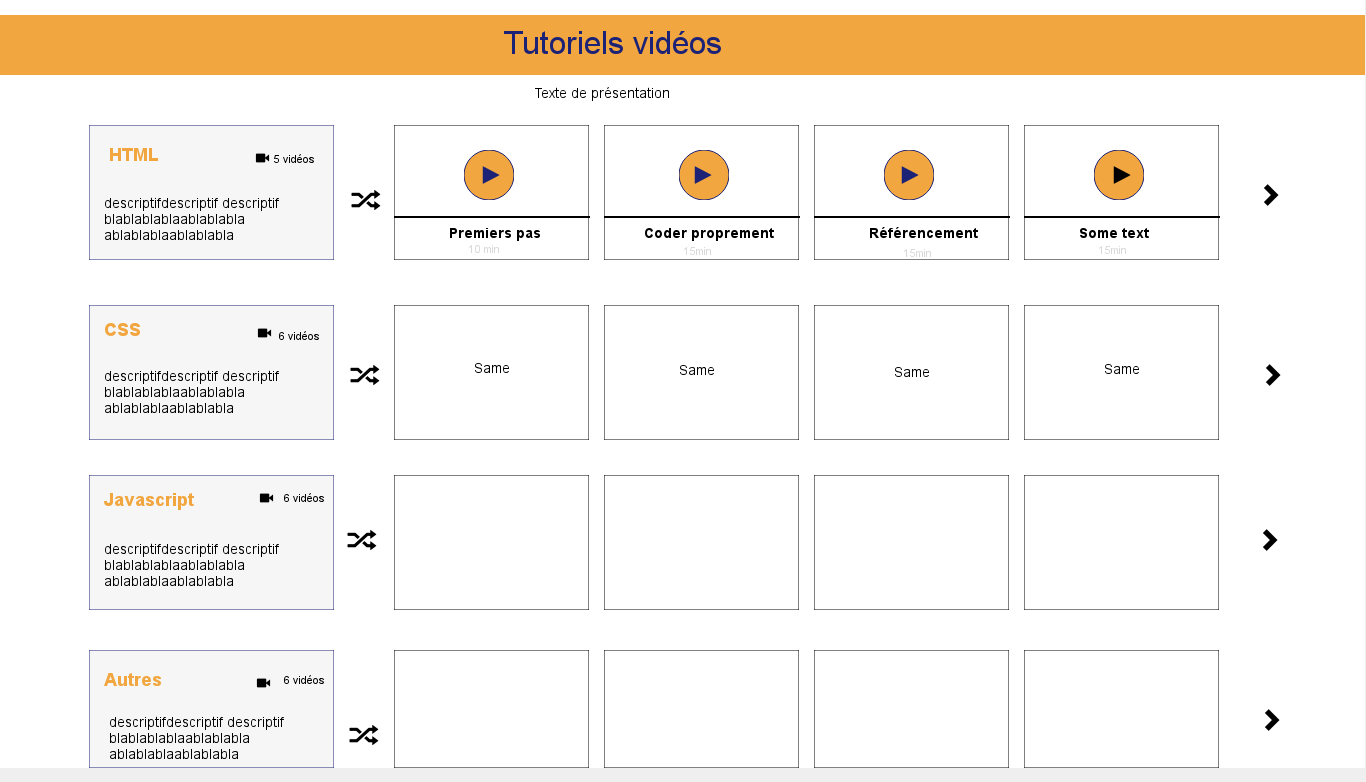 Tutoriels vidéos
Texte de présentation
HTML
5 vidéos
descriptifdescriptif descriptif
blablablablaablablabla
ablablablaablablabla
Premiers pas
10 min
Coder proprement
15min
Référencement
15min
Some text
15min
CSS
6 vidéos
descriptifdescriptif descriptif
blablablablaablablabla
ablablablaablablabla
Same
Same
Same
Same
Javascript
6 vidéos
descriptifdescriptif descriptif
blablablablaablablabla
ablablablaablablabla
Autres
6 vidéos
descriptifdescriptif descriptif
blablablablaablablabla
ablablablaablablabla